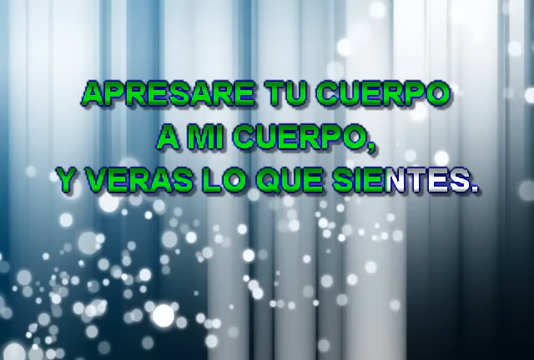 APRESARE TU CUERPO
A MI CUERPO,
Y VERAS LO QUE SIENTES.